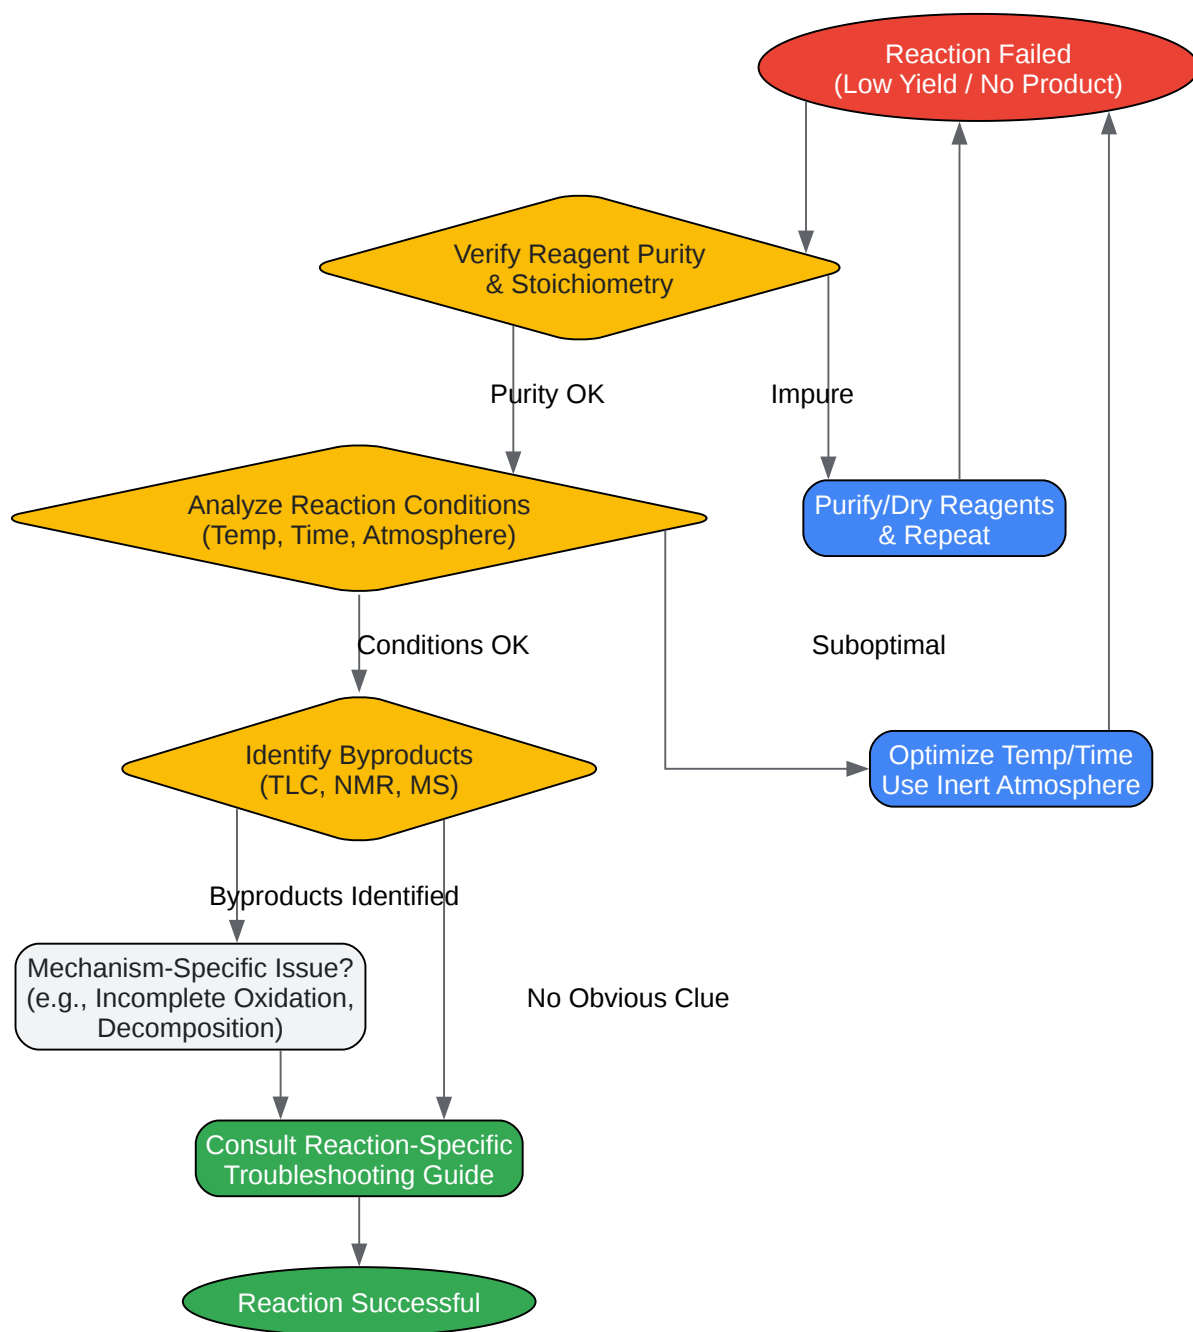 Reaction Failed
(Low Yield / No Product)
Verify Reagent Purity
& Stoichiometry
Purity OK
Impure
Analyze Reaction Conditions
(Temp, Time, Atmosphere)
Purify/Dry Reagents
& Repeat
Conditions OK
Suboptimal
Identify Byproducts
(TLC, NMR, MS)
Optimize Temp/Time
Use Inert Atmosphere
Byproducts Identified
Mechanism-Specific Issue?
(e.g., Incomplete Oxidation,
Decomposition)
No Obvious Clue
Consult Reaction-Specific
Troubleshooting Guide
Reaction Successful